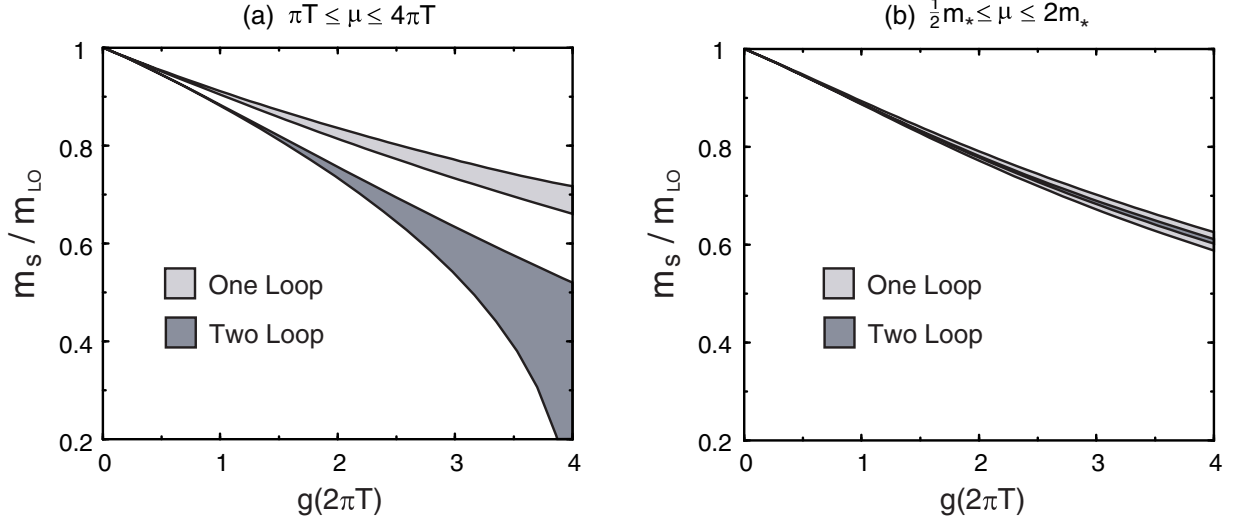 (a) πT ≤ μ ≤ 4πT
1
0.8
0.6
0.4
0.2
m_S / m_LO
One Loop
Two Loop
0 1 2 3 4
g(2πT)
(b) ½m_* ≤ μ ≤ 2m_*
1
0.8
0.6
0.4
0.2
m_S / m_LO
One Loop
Two Loop
0 1 2 3 4
g(2πT)